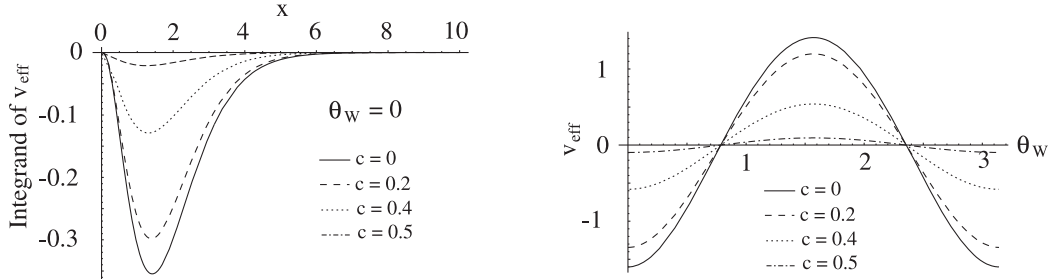 x
0 2 4 6 8 10
0
-0.1
-0.2
-0.3
Integrand of v_eff
θ_W = 0
c = 0
c = 0.2
c = 0.4
c = 0.5
1
0
-1
v_eff
1 2 3
θ_W
c = 0
c = 0.2
c = 0.4
c = 0.5